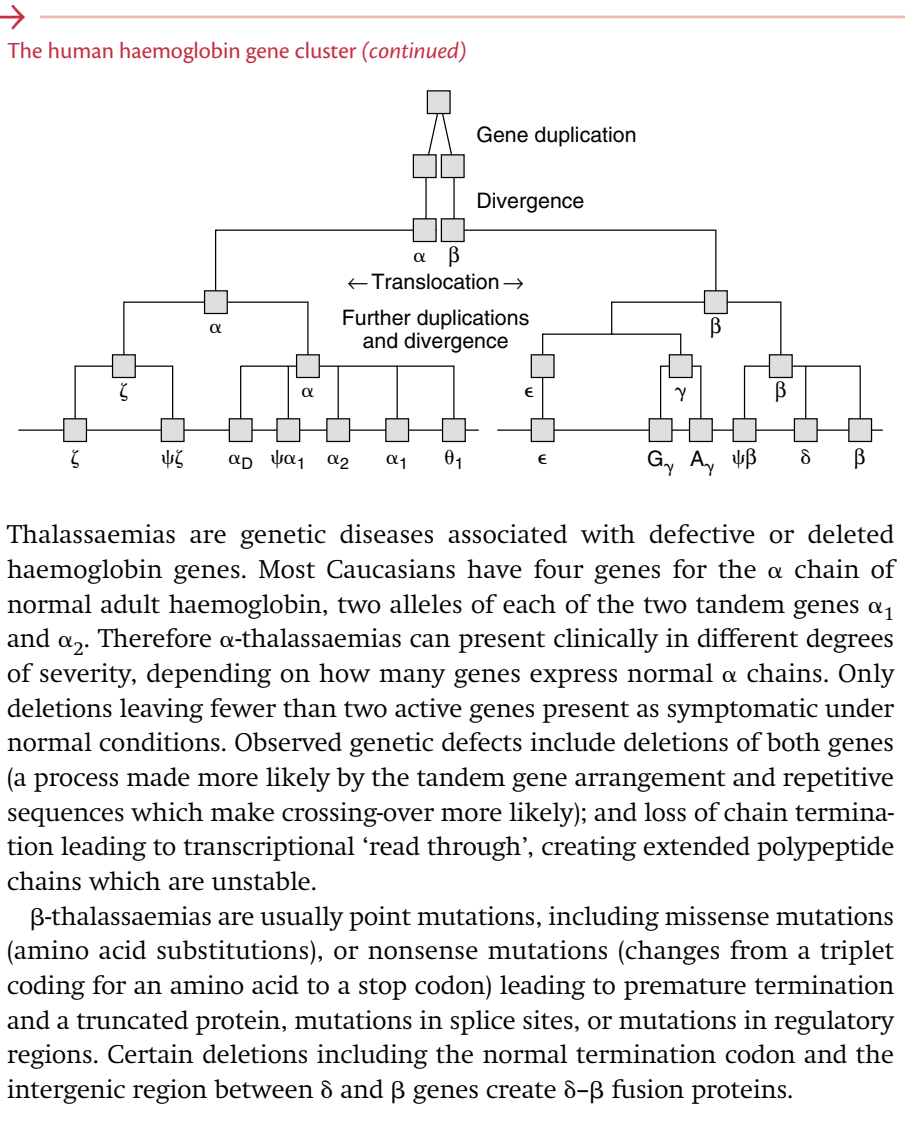 The human haemoglobin gene cluster (continued)
Gene duplication
Divergence
α β
←Translocation→
α
Further duplications
and divergence
β
ζ α ϵ γ β
ζ ψζ αD ψα1 α2 α1 θ1 ϵ Gγ Aγ ψβ δ β
Thalassaemias are genetic diseases associated with defective or deleted
haemoglobin genes. Most Caucasians have four genes for the α chain of
normal adult haemoglobin, two alleles of each of the two tandem genes α1
and α2. Therefore α-thalassaemias can present clinically in different degrees
of severity, depending on how many genes express normal α chains. Only
deletions leaving fewer than two active genes present as symptomatic under
normal conditions. Observed genetic defects include deletions of both genes
(a process made more likely by the tandem gene arrangement and repetitive
sequences which make crossing-over more likely); and loss of chain termina-
tion leading to transcriptional ‘read through’, creating extended polypeptide
chains which are unstable.
β-thalassaemias are usually point mutations, including missense mutations
(amino acid substitutions), or nonsense mutations (changes from a triplet
coding for an amino acid to a stop codon) leading to premature termination
and a truncated protein, mutations in splice sites, or mutations in regulatory
regions. Certain deletions including the normal termination codon and the
intergenic region between δ and β genes create δ–β fusion proteins.